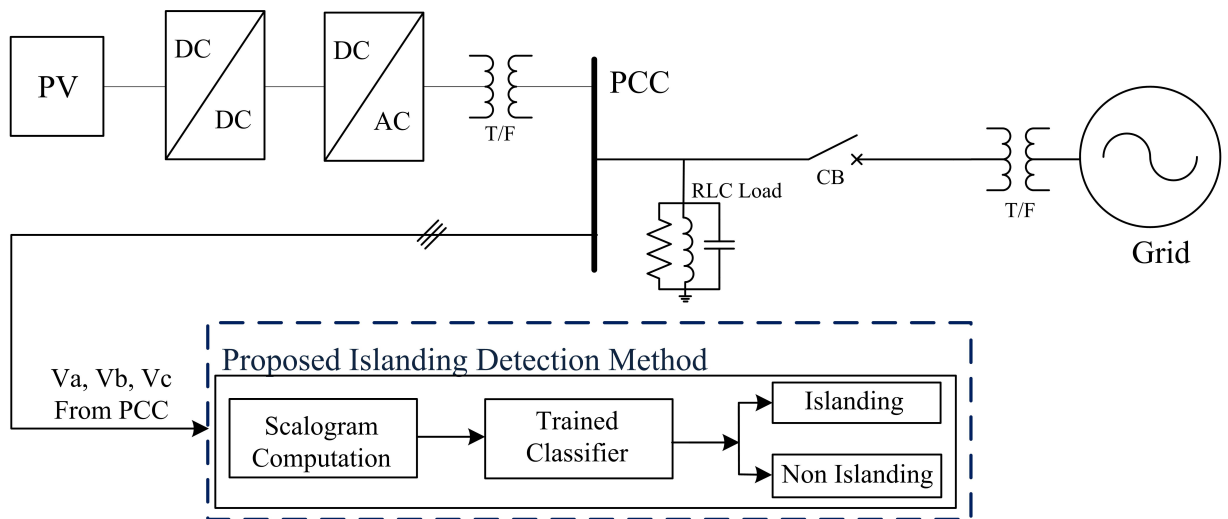 PV
DC
DC
DC
AC
T/F
PCC
RLC Load
CB
T/F
Grid
Va, Vb, Vc
From PCC
Proposed Islanding Detection Method
Scalogram
Computation
Trained
Classifier
Islanding
Non Islanding